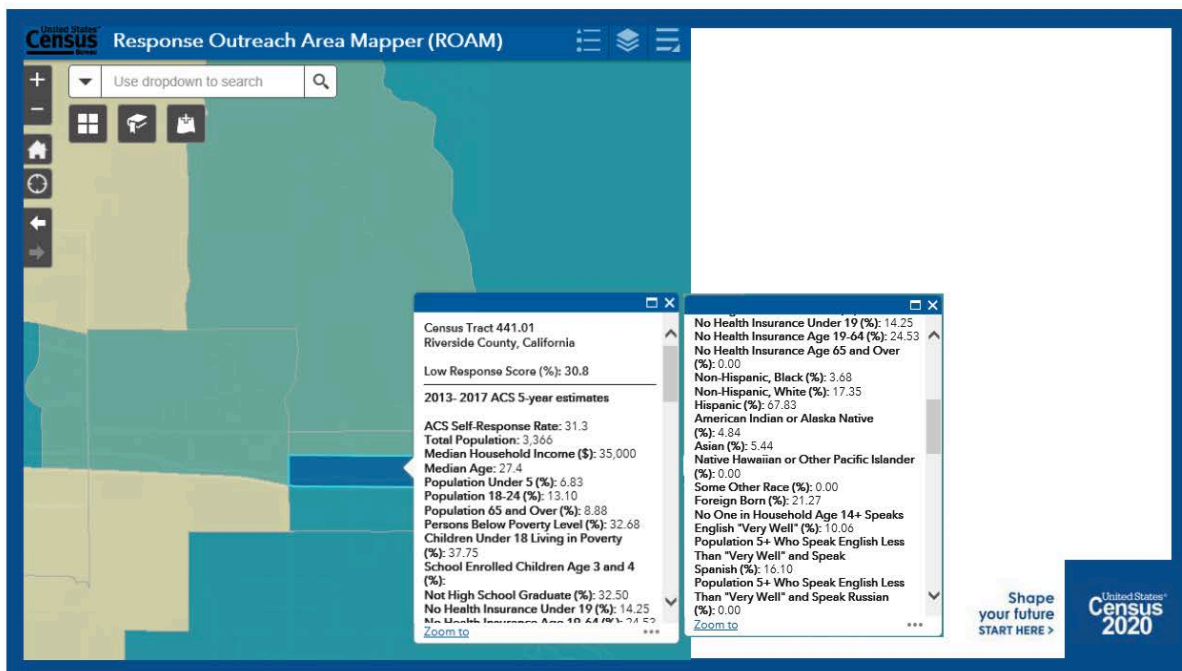 United States®
Census
Bureau
Response Outreach Area Mapper (ROAM)
+
Use dropdown to search
−
Census Tract 441.01
Riverside County, California
Low Response Score (%): 30.8
2013- 2017 ACS 5-year estimates
ACS Self-Response Rate: 31.3
Total Population: 3,366
Median Household Income ($): 35,000
Median Age: 27.4
Population Under 5 (%): 6.83
Population 18-24 (%): 13.10
Population 65 and Over (%): 8.88
Persons Below Poverty Level (%): 32.68
Children Under 18 Living in Poverty
(%): 37.75
School Enrolled Children Age 3 and 4
(%):
Not High School Graduate (%): 32.50
No Health Insurance Under 19 (%): 14.25
No Health Insurance Age 19-64 (%): 24.53
Zoom to
No Health Insurance Under 19 (%): 14.25
No Health Insurance Age 19-64 (%): 24.53
No Health Insurance Age 65 and Over
(%): 0.00
Non-Hispanic, Black (%): 3.68
Non-Hispanic, White (%): 17.35
Hispanic (%): 67.83
American Indian or Alaska Native
(%): 4.84
Asian (%): 5.44
Native Hawaiian or Other Pacific Islander
(%): 0.00
Some Other Race (%): 0.00
Foreign Born (%): 21.27
No One in Household Age 14+ Speaks
English "Very Well" (%): 10.06
Population 5+ Who Speak English Less
Than "Very Well" and Speak
Spanish (%): 16.10
Population 5+ Who Speak English Less
Than "Very Well" and Speak Russian
(%): 0.00
Zoom to
Shape
your future
START HERE >
United States®
Census
2020